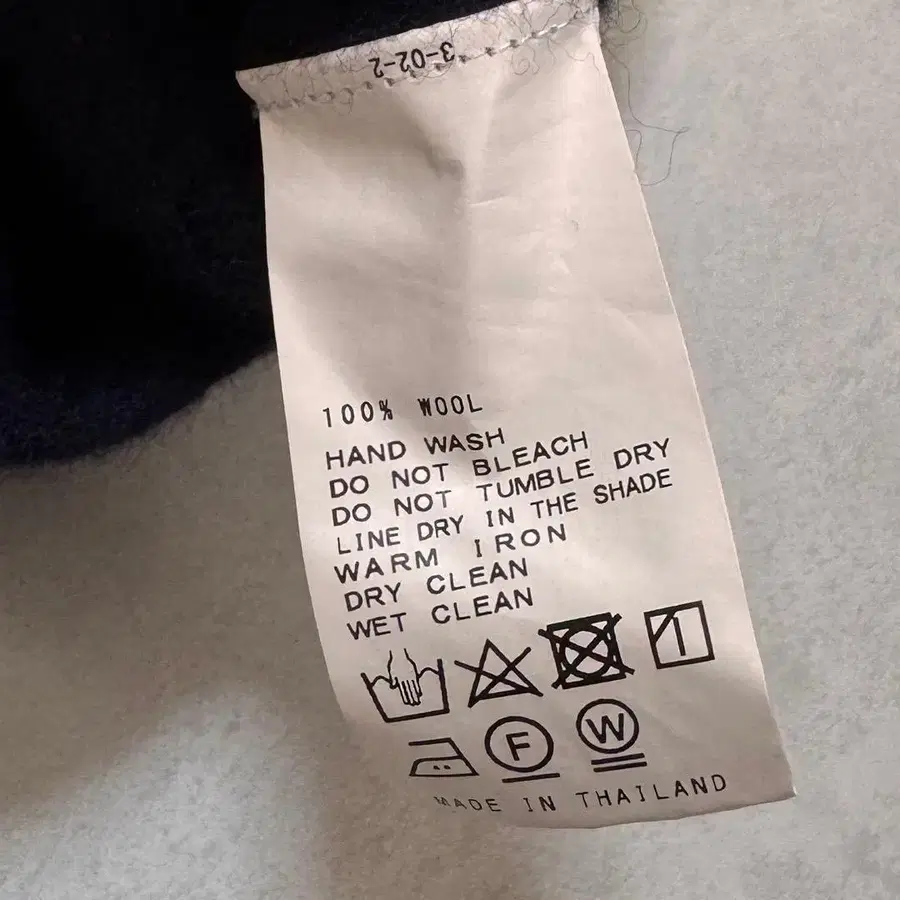 3-02-2
100% WOOL
HAND WASH
DO NOT BLEACH
DO NOT TUMBLE DRY
LINE DRY IN THE SHADE
WARM IRON
DRY CLEAN
WET CLEAN
F W
MADE IN THAILAND